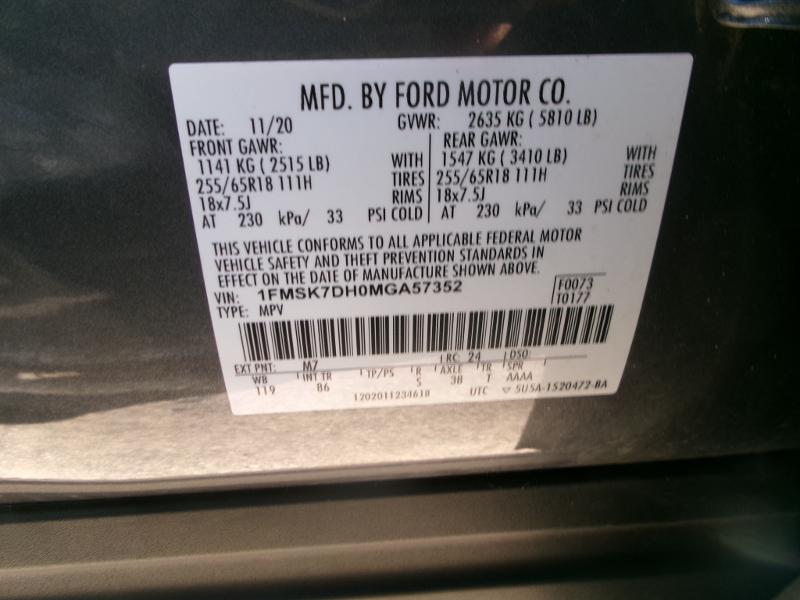 MFD. BY FORD MOTOR CO.
DATE: 11/20 GVWR: 2635 KG ( 5810 LB)
FRONT GAWR: REAR GAWR:
1141 KG ( 2515 LB) WITH 1547 KG ( 3410 LB) WITH
255/65R18 111H TIRES 255/65R18 111H TIRES
18x7.5J RIMS 18x7.5J RIMS
AT 230 kPa/ 33 PSI COLD AT 230 kPa/ 33 PSI COLD
THIS VEHICLE CONFORMS TO ALL APPLICABLE FEDERAL MOTOR
VEHICLE SAFETY AND THEFT PREVENTION STANDARDS IN
EFFECT ON THE DATE OF MANUFACTURE SHOWN ABOVE.
VIN: 1FMSK7DH0MGA57352 F0073
TYPE: MPV T0177
EXT PNT: M7 RC: 24 DSO:
WB INT TR TP/PS R AXLE TR SPR
119 86 S 3B T AAAA
1202011234618 UTC ▽ 5U5A-1520472-BA